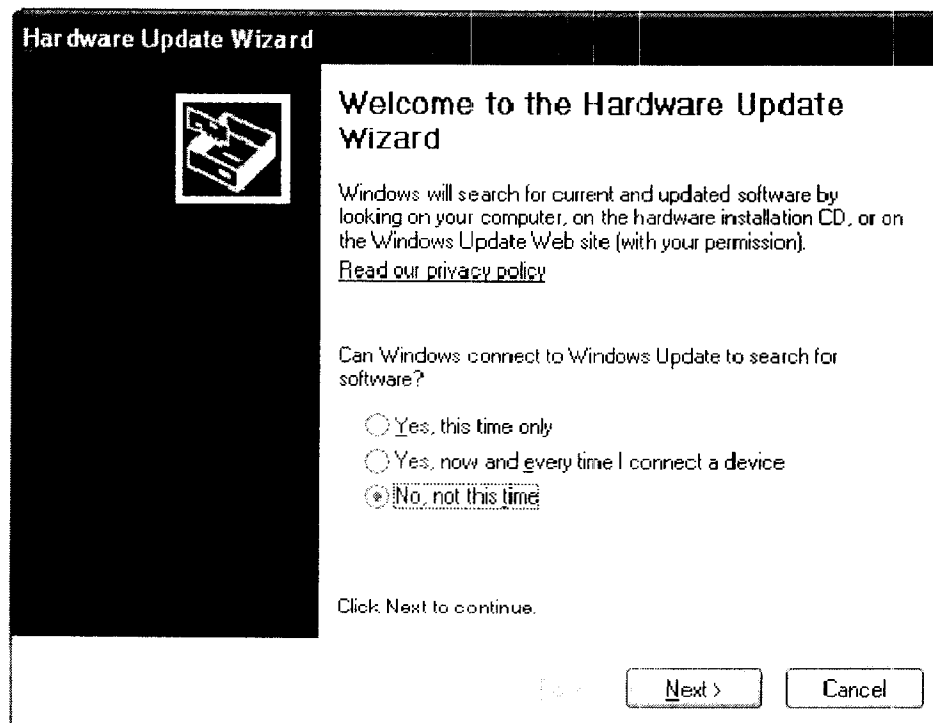 Hardware Update Wizard
Welcome to the Hardware Update
Wizard
Windows will search for current and updated software by
looking on your computer, on the hardware installation CD, or on
the Windows Update Web site (with your permission).
Read our privacy policy
Can Windows connect to Windows Update to search for
software?
Yes, this time only
Yes, now and every time I connect a device
No, not this time
Click Next to continue.
Next >
Cancel